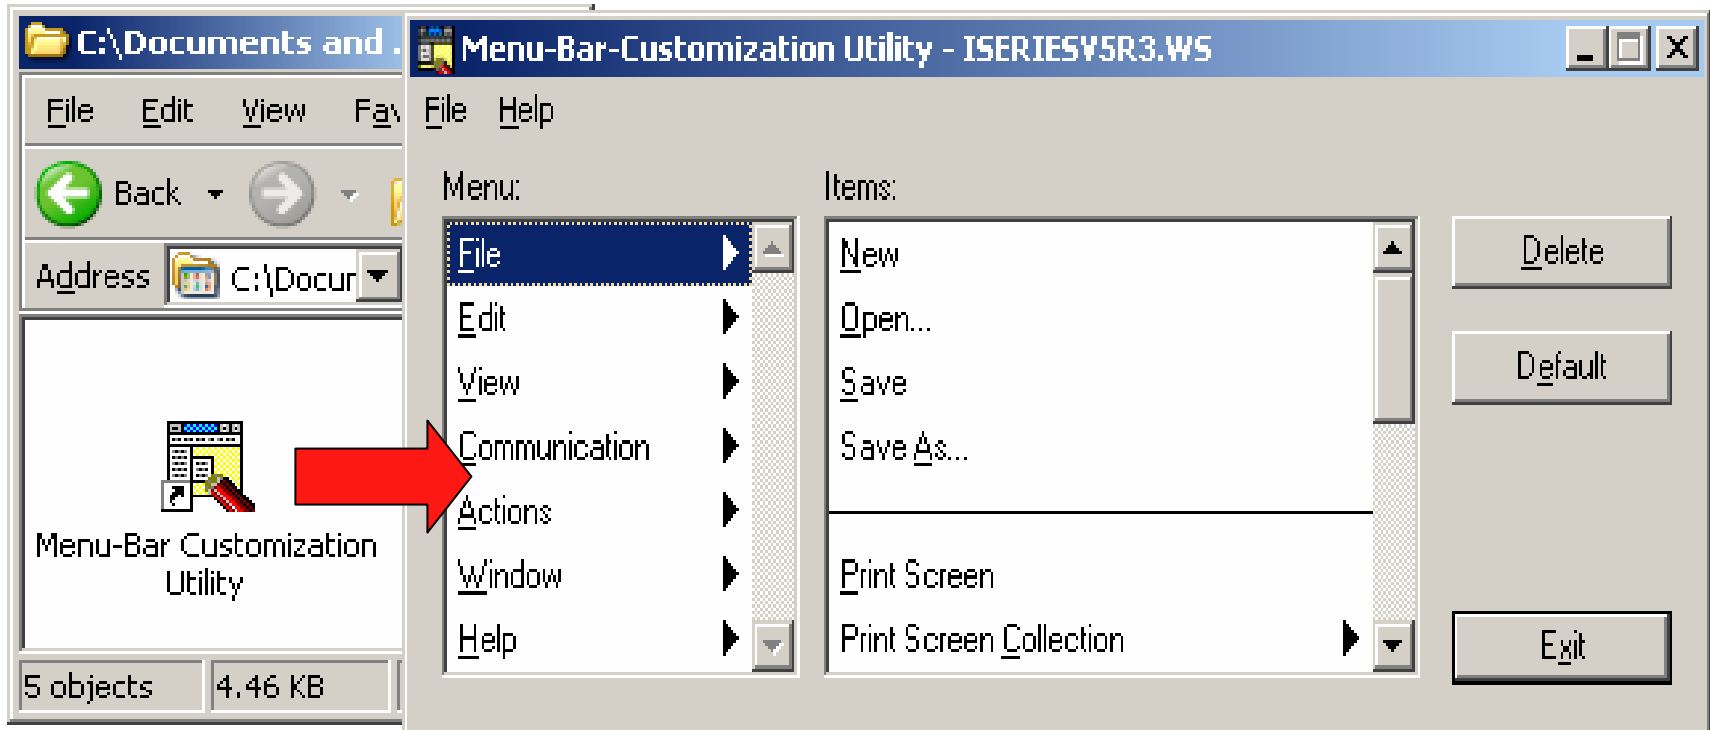 C:\Documents and .
File Edit View Fav
Back
Address C:\Docur
Menu-Bar Customization
Utility
5 objects 4.46 KB
Menu-Bar-Customization Utility - ISERIESV5R3.WS
File Help
Menu:
File
Edit
View
Communication
Actions
Window
Help
Items:
New
Open...
Save
Save As...
Print Screen
Print Screen Collection
Delete
Default
Exit